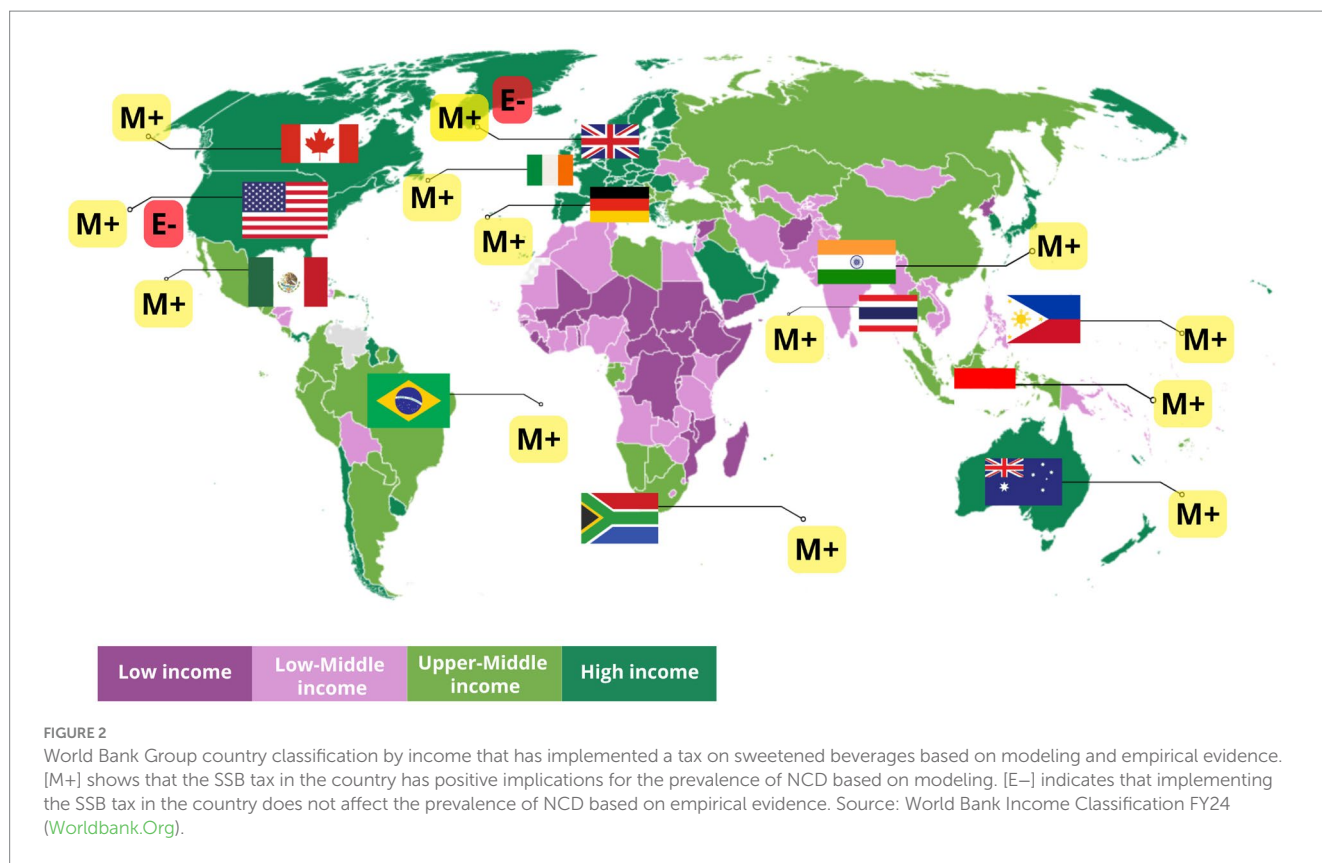 M+
E-
M+
M+
M+
E-
M+
M+
M+
M+
M+
M+
M+
M+
M+
Low income
Low-Middle
income
Upper-Middle
income
High income
FIGURE 2
World Bank Group country classification by income that has implemented a tax on sweetened beverages based on modeling and empirical evidence.
[M+] shows that the SSB tax in the country has positive implications for the prevalence of NCD based on modeling. [E–] indicates that implementing
the SSB tax in the country does not affect the prevalence of NCD based on empirical evidence. Source: World Bank Income Classification FY24
(Worldbank.Org).